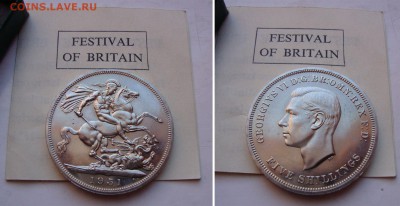 COINS.LAVE.RU
FESTIVAL
OF BRITAIN
1951
FESTIVAL
OF BRITAIN
GEORGIVS VI D:G:BR:OMN:REX F:D:
FIVE SHILLINGS